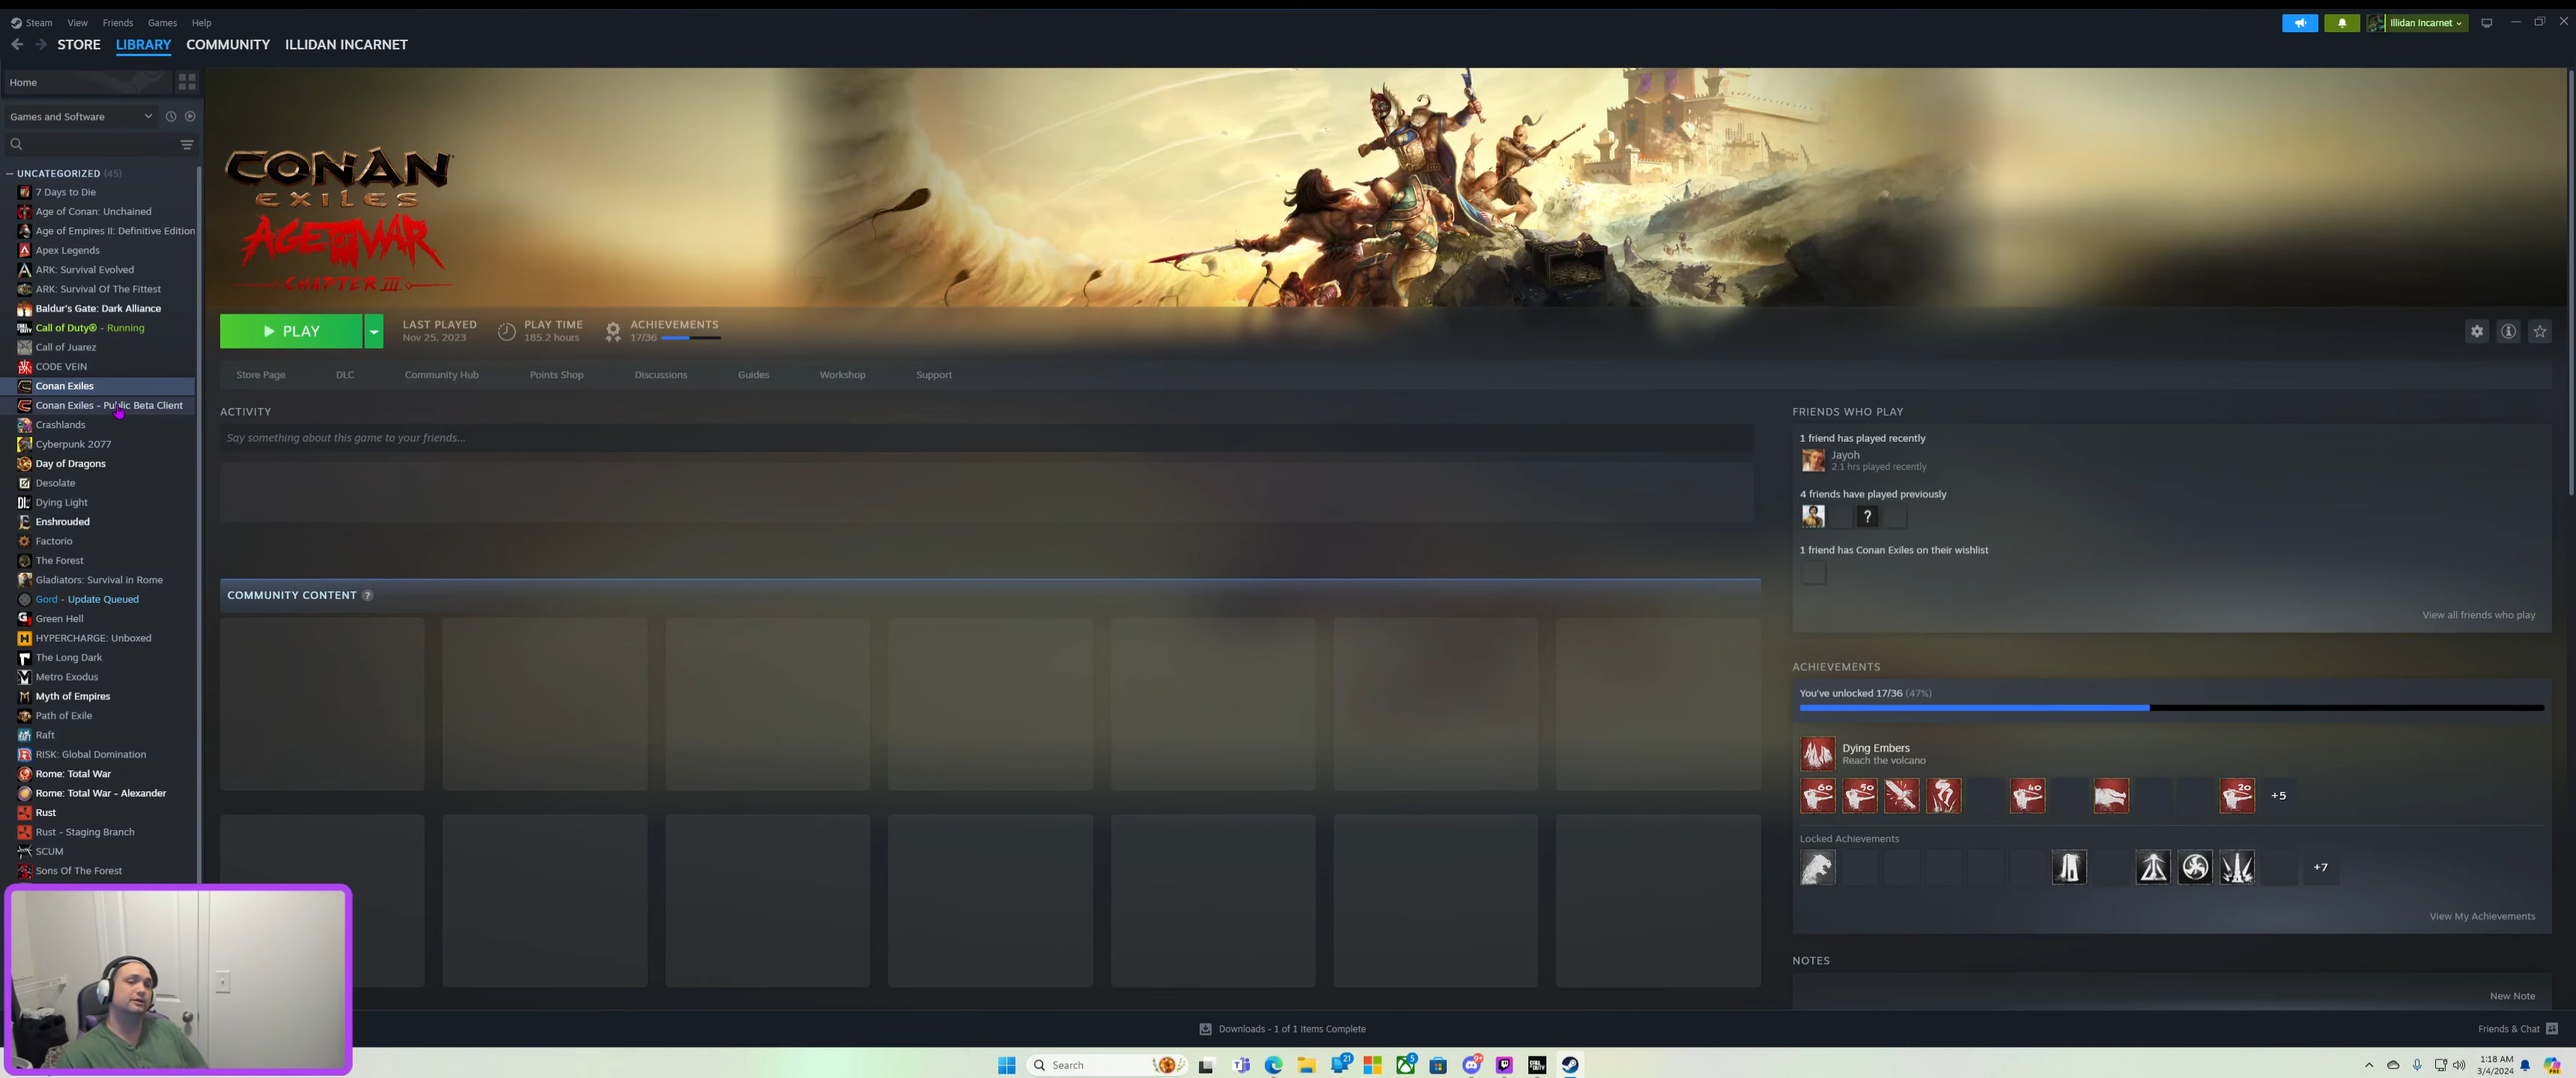 Steam View Friends Games Help
Illidan Incarnet
STORE LIBRARY COMMUNITY ILLIDAN INCARNET
Home
Games and Software
UNCATEGORIZED (45)
7 Days to Die
Age of Conan: Unchained
Age of Empires II: Definitive Edition
Apex Legends
ARK: Survival Evolved
ARK: Survival Of The Fittest
Baldur's Gate: Dark Alliance
Call of Duty® - Running
Call of Juarez
CODE VEIN
Conan Exiles
Conan Exiles - Public Beta Client
Crashlands
Cyberpunk 2077
Day of Dragons
Desolate
Dying Light
Enshrouded
Factorio
The Forest
Gladiators: Survival in Rome
Gord - Update Queued
Green Hell
HYPERCHARGE: Unboxed
The Long Dark
Metro Exodus
Myth of Empires
Path of Exile
Raft
RISK: Global Domination
Rome: Total War
Rome: Total War - Alexander
Rust
Rust - Staging Branch
SCUM
Sons Of The Forest
CONAN
EXILES
AGE OF WAR
CHAPTER III
PLAY
LAST PLAYED
Nov 25, 2023
PLAY TIME
185.2 hours
ACHIEVEMENTS
17/36
Store Page DLC Community Hub Points Shop Discussions Guides Workshop Support
ACTIVITY
Say something about this game to your friends...
COMMUNITY CONTENT ?
FRIENDS WHO PLAY
1 friend has played recently
Jayoh
2.1 hrs played recently
4 friends have played previously
?
1 friend has Conan Exiles on their wishlist
View all friends who play
ACHIEVEMENTS
You've unlocked 17/36 (47%)
Dying Embers
Reach the volcano
60 50 40 20 +5
Locked Achievements
+7
View My Achievements
NOTES
New Note
Downloads - 1 of 1 Items Complete
Friends & Chat
Search
21
5
9+
1:18 AM
3/4/2024